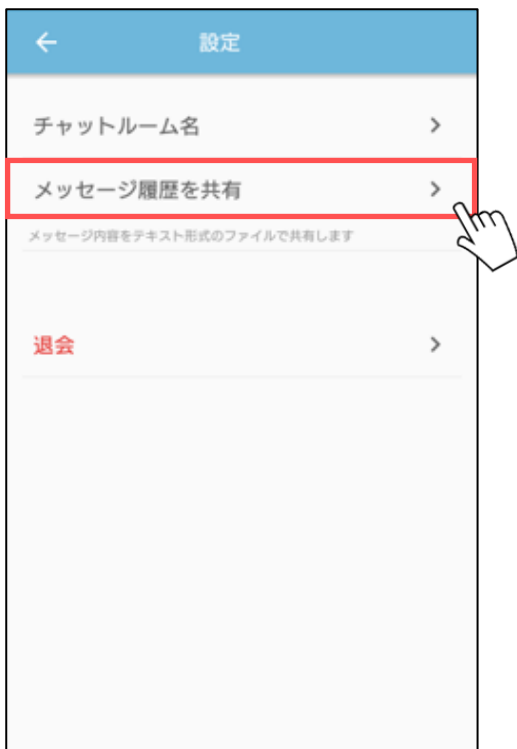 設定
チャットルーム名
メッセージ履歴を共有
メッセージ内容をテキスト形式のファイルで共有します
退会